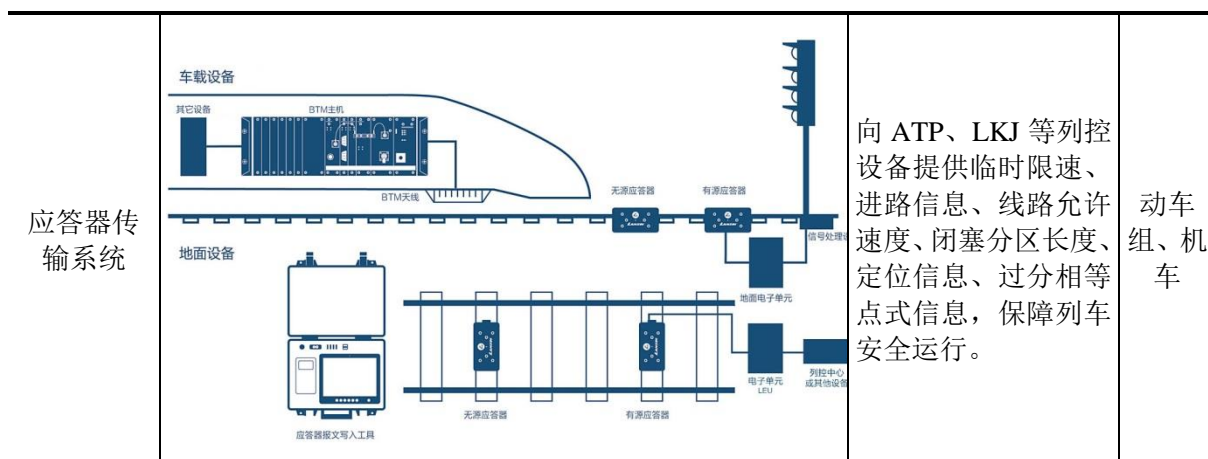 应答器传
输系统
车载设备
其它设备
BTM主机
BTM天线
无源应答器
有源应答器
信号处理设
地面设备
地面电子单元
电子单元
LEU
列控中心
或其他设备
无源应答器
有源应答器
应答器报文写入工具
向 ATP、LKJ 等列控
设备提供临时限速、
进路信息、线路允许
速度、闭塞分区长度、
定位信息、过分相等
点式信息，保障列车
安全运行。
动车
组、机
车